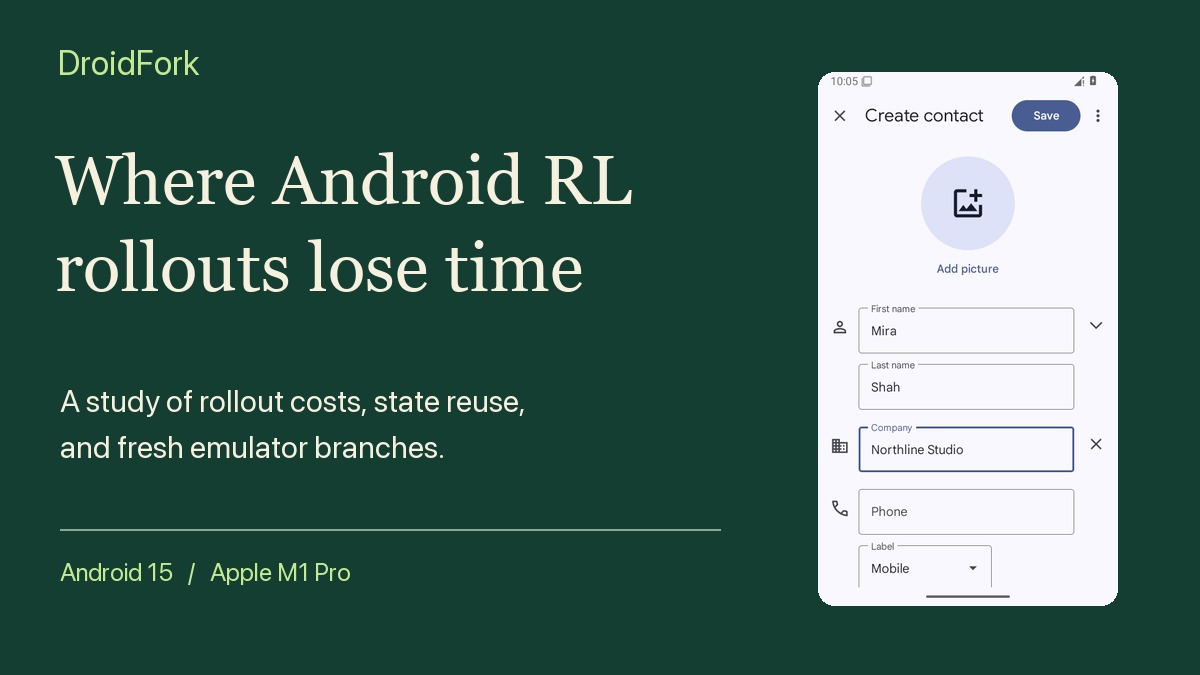 DroidFork
Where Android RL
rollouts lose time
A study of rollout costs, state reuse,
and fresh emulator branches.
Android 15 / Apple M1 Pro
10:05
Create contact
Save
Add picture
First name
Mira
Last name
Shah
Company
Northline Studio
Phone
Label
Mobile